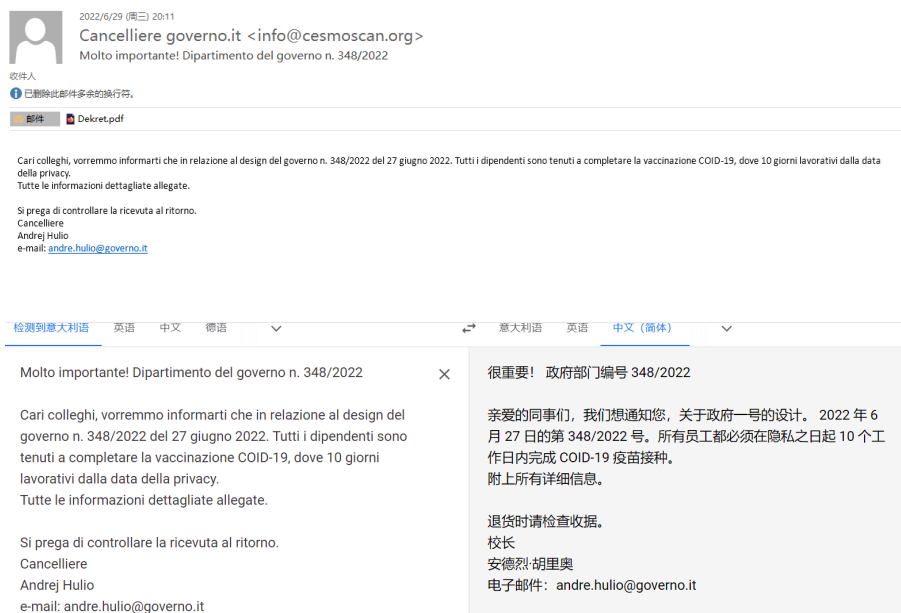 2022/6/29 (周三) 20:11
Cancelliere governo.it <info@cesmoscan.org>
Molto importante! Dipartimento del governo n. 348/2022
收件人
已删除此邮件多余的换行符。
邮件 Dekret.pdf
Cari colleghi, vorremmo informarti che in relazione al design del governo n. 348/2022 del 27 giugno 2022. Tutti i dipendenti sono tenuti a completare la vaccinazione COID-19, dove 10 giorni lavorativi dalla data
della privacy.
Tutte le informazioni dettagliate allegate.
Si prega di controllare la ricevuta al ritorno.
Cancelliere
Andrej Hulio
e-mail: andre.hulio@governo.it
检测到意大利语 英语 中文 德语 意大利语 英语 中文（简体）
Molto importante! Dipartimento del governo n. 348/2022
Cari colleghi, vorremmo informarti che in relazione al design del
governo n. 348/2022 del 27 giugno 2022. Tutti i dipendenti sono
tenuti a completare la vaccinazione COID-19, dove 10 giorni
lavorativi dalla data della privacy.
Tutte le informazioni dettagliate allegate.
Si prega di controllare la ricevuta al ritorno.
Cancelliere
Andrej Hulio
e-mail: andre.hulio@governo.it
很重要！ 政府部门编号 348/2022
亲爱的同事们，我们想通知您，关于政府一号的设计。 2022 年 6
月 27 日的第 348/2022 号。所有员工都必须在隐私之日起 10 个工
作日内完成 COID-19 疫苗接种。
附上所有详细信息。
退货时请检查收据。
校长
安德烈·胡里奥
电子邮件：andre.hulio@governo.it